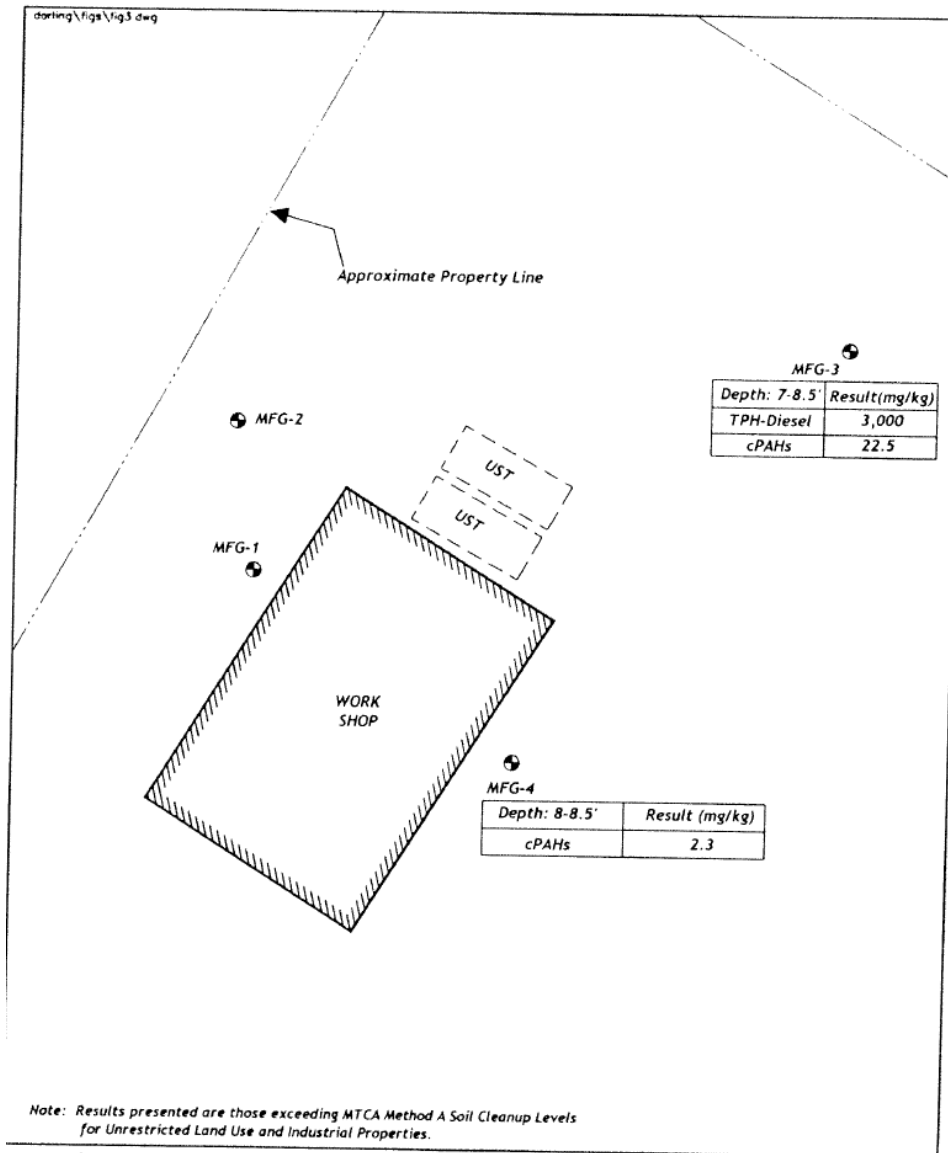 darling\figs\fig3.dwg
Approximate Property Line
MFG-3
Depth: 7-8.5' Result(mg/kg)
TPH-Diesel 3,000
cPAHs 22.5
MFG-2
UST
UST
MFG-1
WORK
SHOP
MFG-4
Depth: 8-8.5' Result (mg/kg)
cPAHs 2.3
Note: Results presented are those exceeding MTCA Method A Soil Cleanup Levels
for Unrestricted Land Use and Industrial Properties.